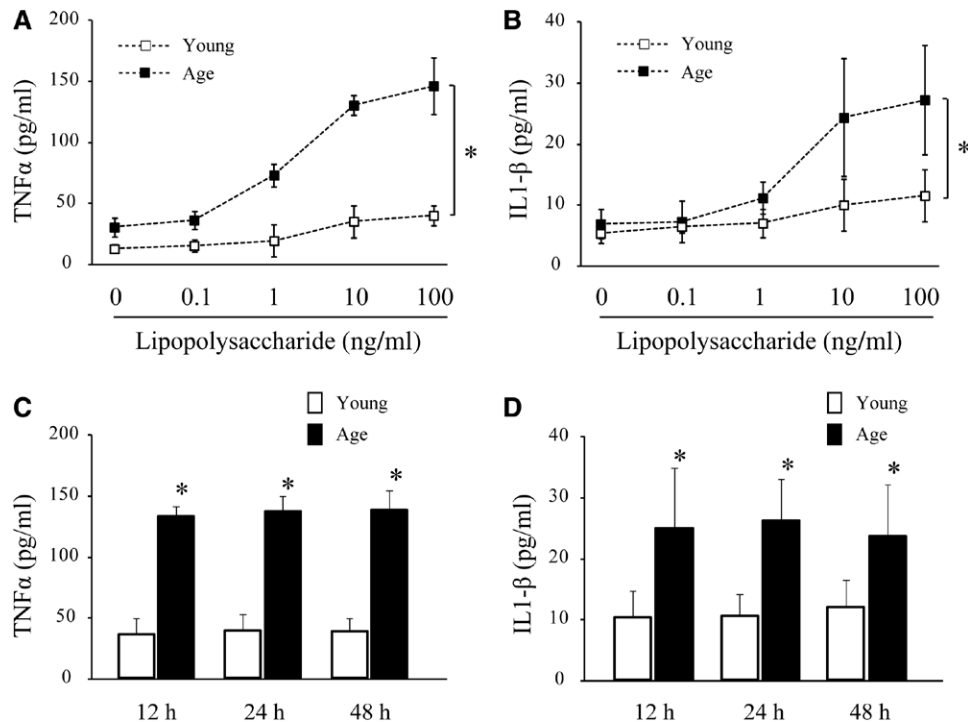 A
TNFα (pg/ml)
200
150
100
50
0
Young
Age
*
0 0.1 1 10 100
Lipopolysaccharide (ng/ml)
B
IL1-β (pg/ml)
40
30
20
10
0
Young
Age
*
0 0.1 1 10 100
Lipopolysaccharide (ng/ml)
C
TNFα (pg/ml)
200
150
100
50
0
Young
Age
* * *
12 h 24 h 48 h
D
IL1-β (pg/ml)
40
30
20
10
0
Young
Age
* * *
12 h 24 h 48 h